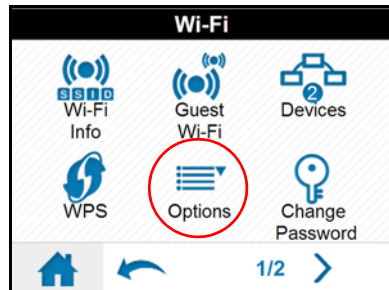 Wi-Fi
SSID
Wi-Fi
Info
Guest
Wi-Fi
2
Devices
WPS
Options
Change
Password
1/2